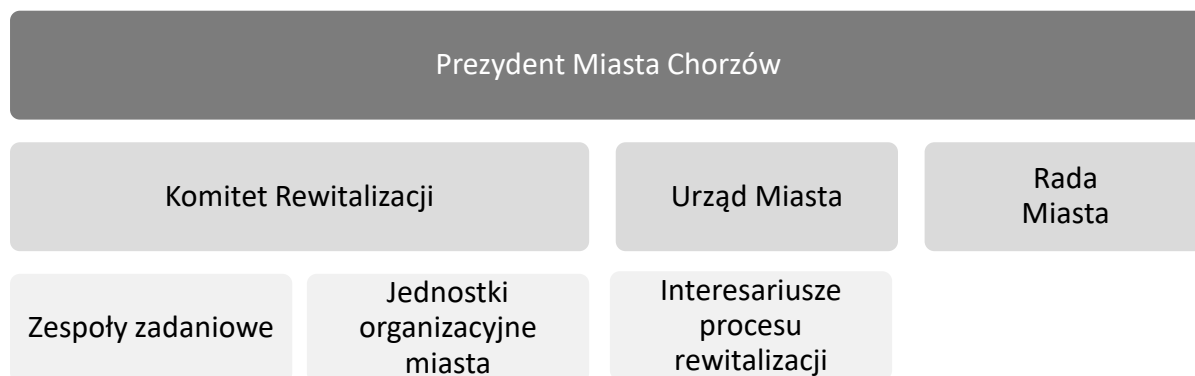 Prezydent Miasta Chorzów
Komitet Rewitalizacji
Urząd Miasta
Rada
Miasta
Zespoły zadaniowe
Jednostki
organizacyjne
miasta
Interesariusze
procesu
rewitalizacji